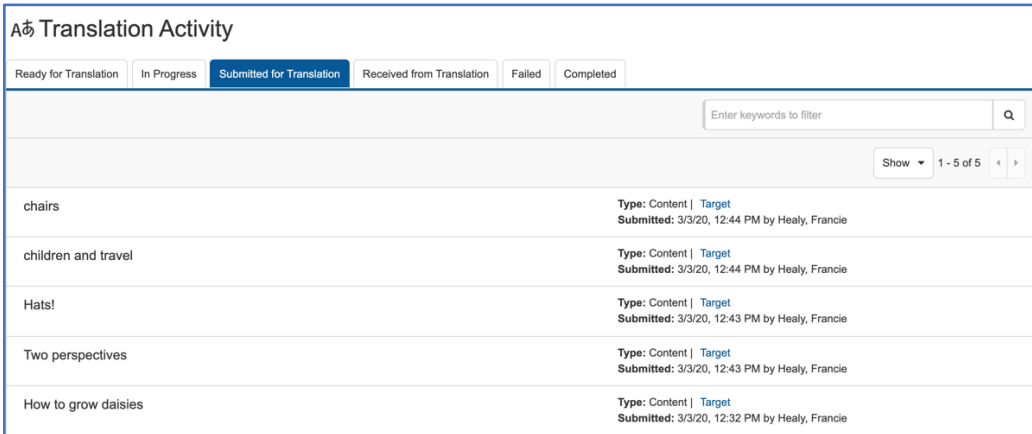 Aあ Translation Activity
Ready for Translation In Progress Submitted for Translation Received from Translation Failed Completed
Enter keywords to filter
Show 1 - 5 of 5
chairs Type: Content | Target
Submitted: 3/3/20, 12:44 PM by Healy, Francie
children and travel Type: Content | Target
Submitted: 3/3/20, 12:44 PM by Healy, Francie
Hats! Type: Content | Target
Submitted: 3/3/20, 12:43 PM by Healy, Francie
Two perspectives Type: Content | Target
Submitted: 3/3/20, 12:43 PM by Healy, Francie
How to grow daisies Type: Content | Target
Submitted: 3/3/20, 12:32 PM by Healy, Francie